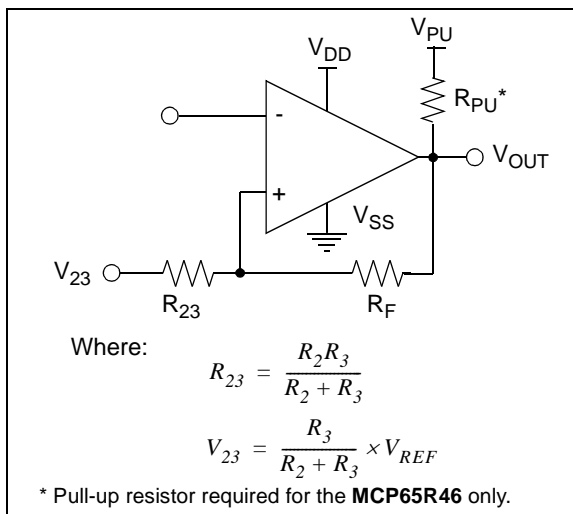 V_PU
V_DD
R_PU*
-
V_OUT
+
V_SS
V_23
R_23
R_F
Where:
R_23 = R_2R_3 / (R_2 + R_3)
V_23 = R_3 / (R_2 + R_3) × V_REF
* Pull-up resistor required for the MCP65R46 only.